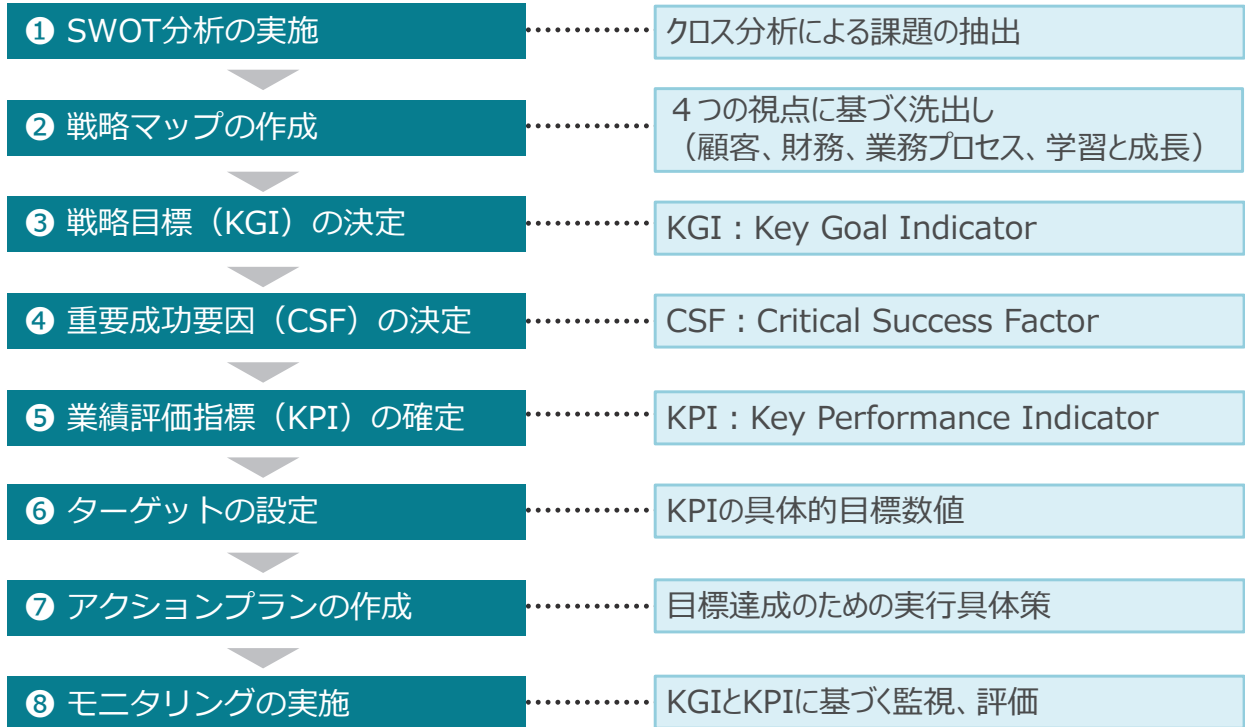 ❶ SWOT分析の実施
クロス分析による課題の抽出
❷ 戦略マップの作成
４つの視点に基づく洗出し
（顧客、財務、業務プロセス、学習と成長）
❸ 戦略目標（KGI）の決定
KGI：Key Goal Indicator
❹ 重要成功要因（CSF）の決定
CSF：Critical Success Factor
❺ 業績評価指標（KPI）の確定
KPI：Key Performance Indicator
❻ ターゲットの設定
KPIの具体的目標数値
❼ アクションプランの作成
目標達成のための実行具体策
❽ モニタリングの実施
KGIとKPIに基づく監視、評価